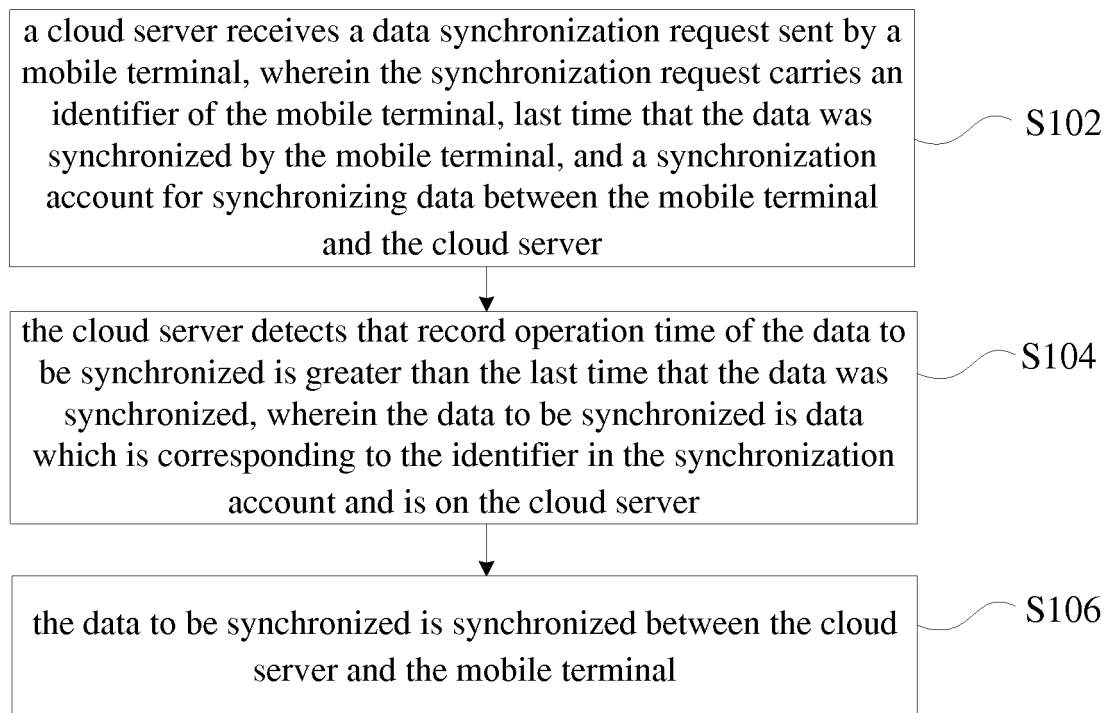 a cloud server receives a data synchronization request sent by a
mobile terminal, wherein the synchronization request carries an
identifier of the mobile terminal, last time that the data was
synchronized by the mobile terminal, and a synchronization
account for synchronizing data between the mobile terminal
and the cloud server
S102
the cloud server detects that record operation time of the data to
be synchronized is greater than the last time that the data was
synchronized, wherein the data to be synchronized is data
which is corresponding to the identifier in the synchronization
account and is on the cloud server
S104
the data to be synchronized is synchronized between the cloud
server and the mobile terminal
S106